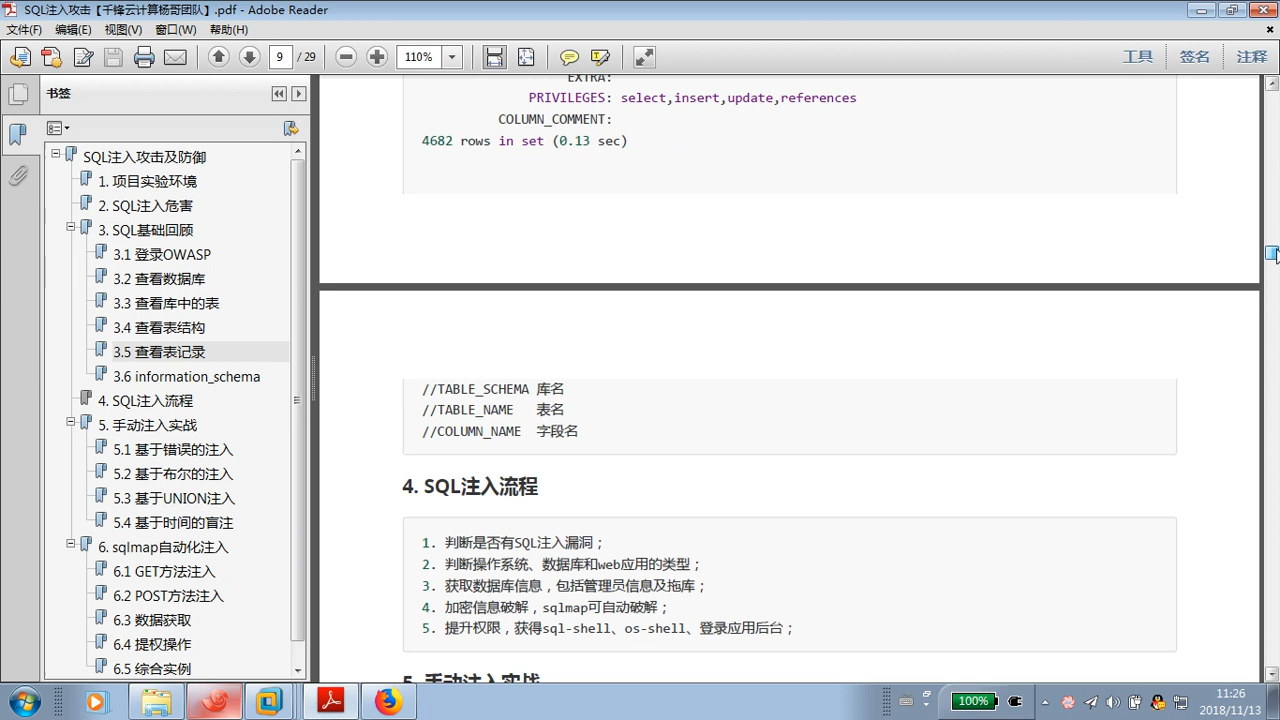 SQL注入攻击【千锋云计算杨哥团队】.pdf - Adobe Reader
文件(F) 编辑(E) 视图(V) 窗口(W) 帮助(H)
9 / 29 110% 工具 签名 注释
书签
SQL注入攻击及防御
1. 项目实验环境
2. SQL注入危害
3. SQL基础回顾
3.1 登录OWASP
3.2 查看数据库
3.3 查看库中的表
3.4 查看表结构
3.5 查看表记录
3.6 information_schema
4. SQL注入流程
5. 手动注入实战
5.1 基于错误的注入
5.2 基于布尔的注入
5.3 基于UNION注入
5.4 基于时间的盲注
6. sqlmap自动化注入
6.1 GET方法注入
6.2 POST方法注入
6.3 数据获取
6.4 提权操作
6.5 综合实例
EXTRA:
PRIVILEGES: select,insert,update,references
COLUMN_COMMENT:
4682 rows in set (0.13 sec)
//TABLE_SCHEMA 库名
//TABLE_NAME 表名
//COLUMN_NAME 字段名
4. SQL注入流程
1. 判断是否有SQL注入漏洞；
2. 判断操作系统、数据库和web应用的类型；
3. 获取数据库信息，包括管理员信息及拖库；
4. 加密信息破解，sqlmap可自动破解；
5. 提升权限，获得sql-shell、os-shell、登录应用后台；
5. 手动注入实战
100%
11:26
2018/11/13